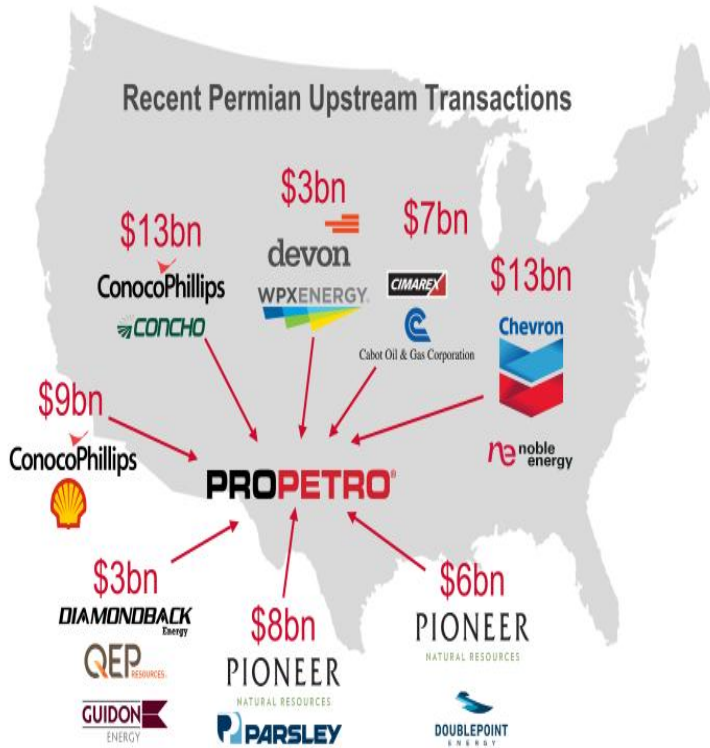 Recent Permian Upstream Transactions
$3bn
devon
WPXENERGY.
$7bn
CIMAREX
Cabot Oil & Gas Corporation
$13bn
ConocoPhillips
CONCHO
$13bn
Chevron
ne noble
energy
$9bn
ConocoPhillips
PROPETRO®
$3bn
DIAMONDBACK
Energy
QEP RESOURCES
GUIDON
ENERGY
$8bn
PIONEER
NATURAL RESOURCES
PARSLEY
$6bn
PIONEER
NATURAL RESOURCES
DOUBLEPOINT
ENERGY